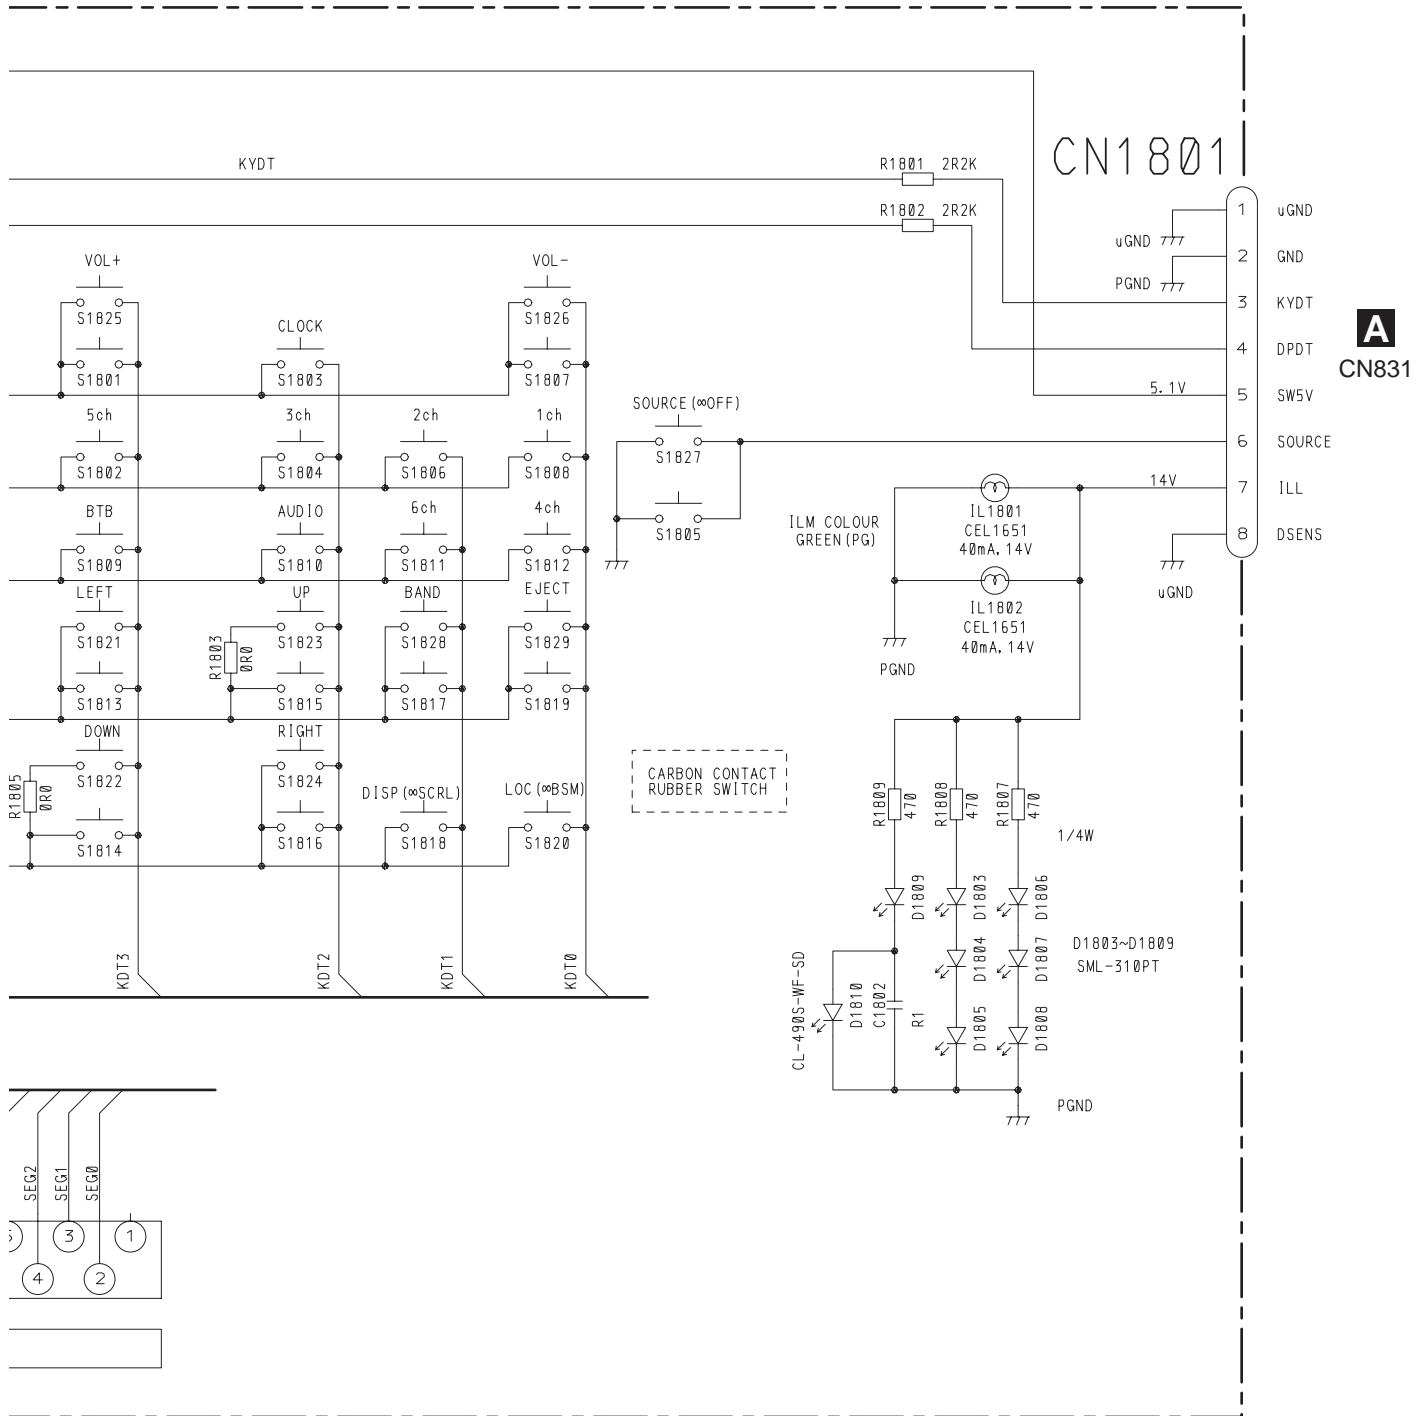 CN1801
KYDT
R1801 2R2K
R1802 2R2K
1 uGND
uGND
2 GND
PGND
3 KYDT
4 DPDT
5.1V
5 SW5V
6 SOURCE
14V
7 ILL
8 DSENS
uGND
A
CN831
VOL+
S1825
S1801
VOL-
S1826
S1807
CLOCK
S1803
5ch
S1802
3ch
S1804
2ch
S1806
1ch
S1808
SOURCE(∞OFF)
S1827
S1805
BTB
S1809
AUDIO
S1810
6ch
S1811
4ch
S1812
ILM COLOUR
GREEN(PG)
IL1801
CEL1651
40mA, 14V
IL1802
CEL1651
40mA, 14V
PGND
LEFT
S1821
S1813
UP
S1823
S1815
R1803
0R0
BAND
S1828
S1817
EJECT
S1829
S1819
DOWN
S1822
S1814
R1805
0R0
RIGHT
S1824
S1816
DISP(∞SCRL)
S1818
LOC(∞BSM)
S1820
CARBON CONTACT
RUBBER SWITCH
R1809
470
R1808
470
R1807
470
1/4W
D1809
D1803
D1806
D1804
D1807
D1803~D1809
SML-310PT
CL-490S-WF-SD
D1810
C1802
R1
D1805
D1808
PGND
KDT3
KDT2
KDT1
KDT0
SEG2
SEG1
SEG0
3
1
4
2